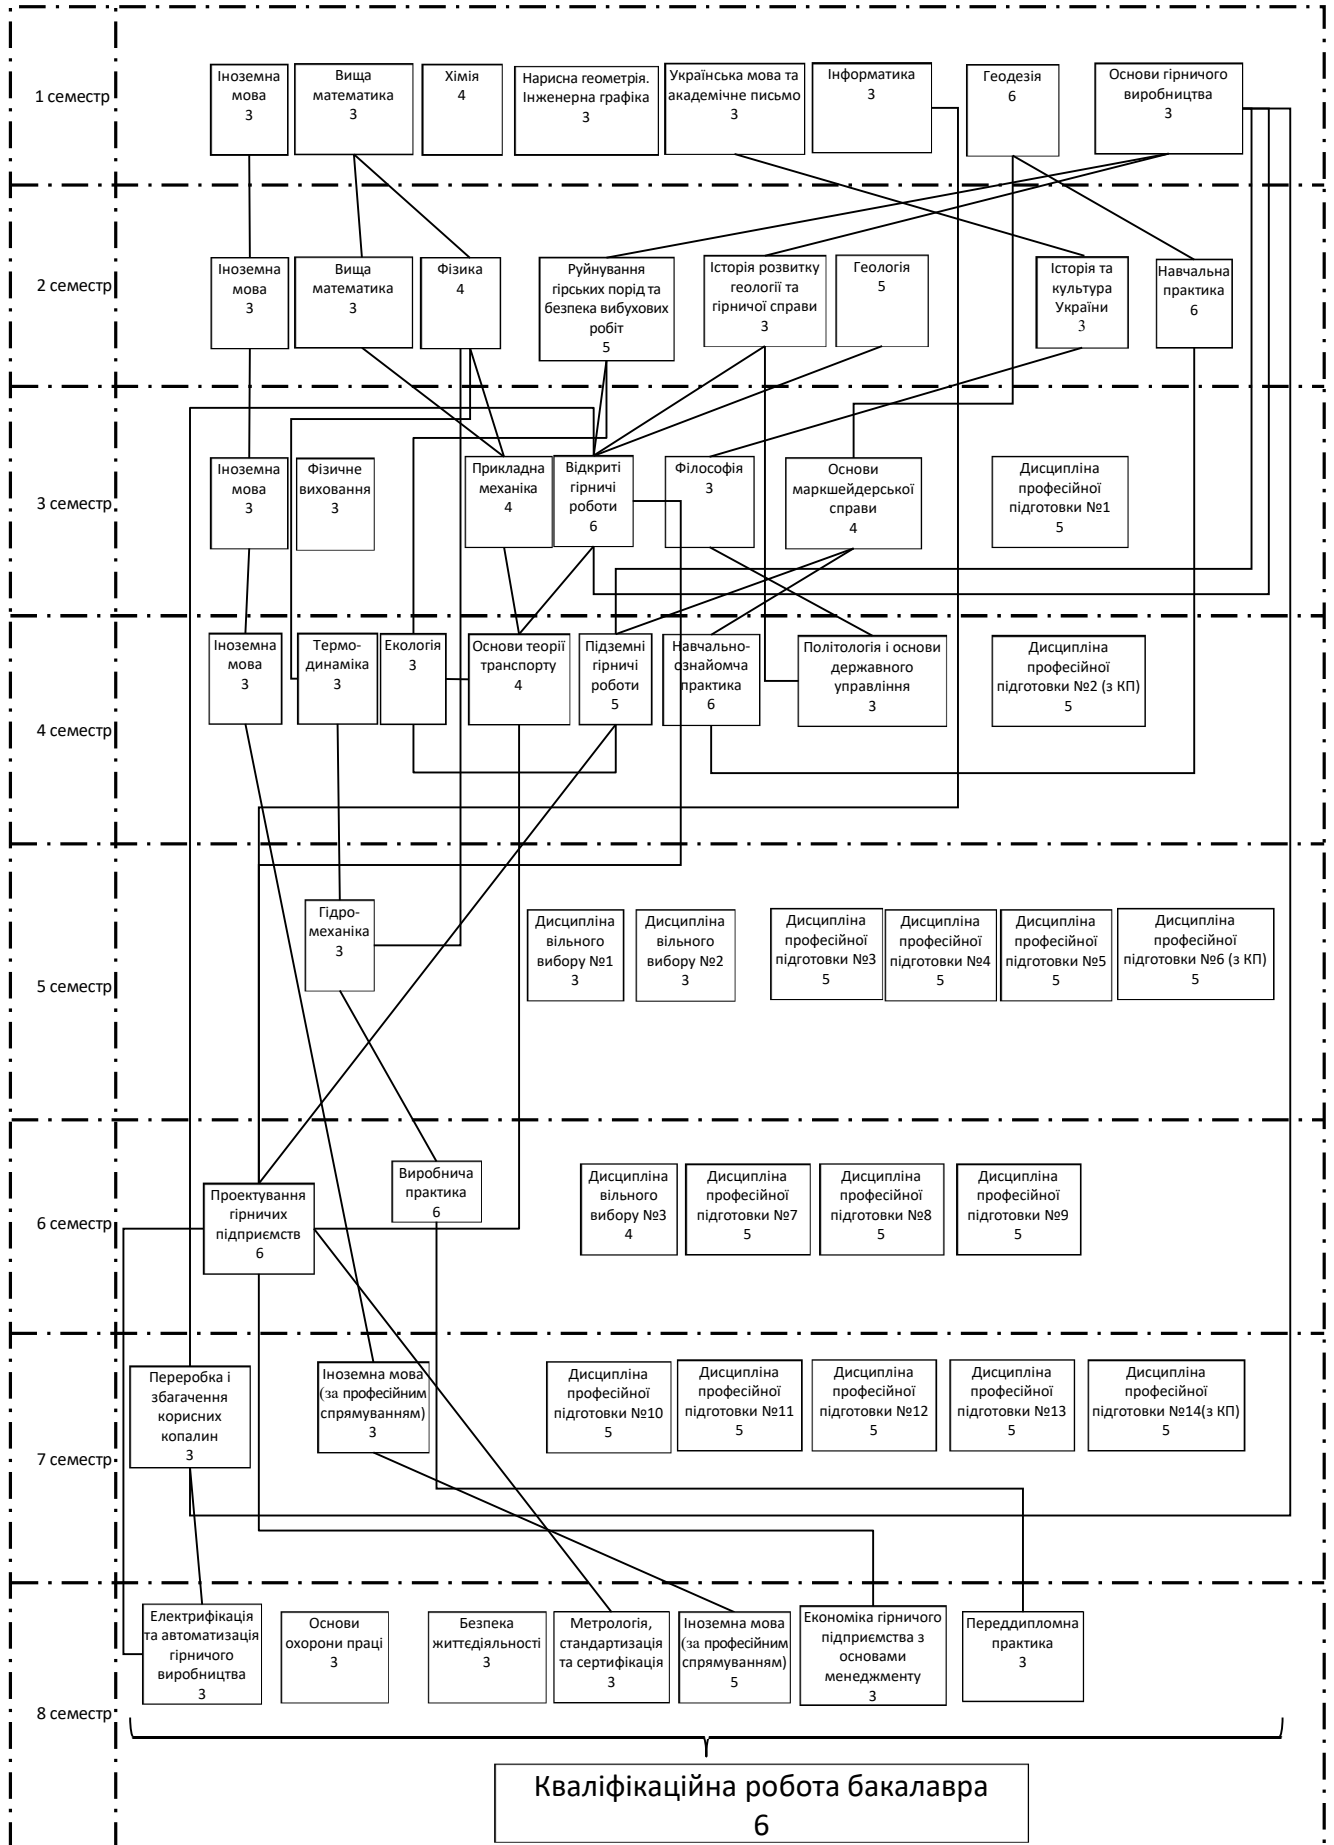 1 семестр
Іноземна
мова
3
Вища
математика
3
Хімія
4
Нарисна геометрія.
Інженерна графіка
3
Українська мова та
академічне письмо
3
Інформатика
3
Геодезія
6
Основи гірничого
виробництва
3
2 семестр
Іноземна
мова
3
Вища
математика
3
Фізика
4
Руйнування
гірських порід та
безпека вибухових
робіт
5
Історія розвитку
геології та
гірничої справи
3
Геологія
5
Історія та
культура
України
3
Навчальна
практика
6
3 семестр
Іноземна
мова
3
Фізичне
виховання
3
Прикладна
механіка
4
Відкриті
гірничі
роботи
6
Філософія
3
Основи
маркшейдерської
справи
4
Дисципліна
професійної
підготовки №1
5
4 семестр
Іноземна
мова
3
Термо-
динаміка
3
Екологія
3
Основи теорії
транспорту
4
Підземні
гірничі
роботи
5
Навчально-
ознайомча
практика
6
Політологія і основи
державного
управління
3
Дисципліна
професійної
підготовки №2 (з КП)
5
5 семестр
Гідро-
механіка
3
Дисципліна
вільного
вибору №1
3
Дисципліна
вільного
вибору №2
3
Дисципліна
професійної
підготовки №3
5
Дисципліна
професійної
підготовки №4
5
Дисципліна
професійної
підготовки №5
5
Дисципліна
професійної
підготовки №6 (з КП)
5
6 семестр
Проектування
гірничих
підприємств
6
Виробнича
практика
6
Дисципліна
вільного
вибору №3
4
Дисципліна
професійної
підготовки №7
5
Дисципліна
професійної
підготовки №8
5
Дисципліна
професійної
підготовки №9
5
7 семестр
Переробка і
збагачення
корисних
копалин
3
Іноземна мова
(за професійним
спрямуванням)
3
Дисципліна
професійної
підготовки №10
5
Дисципліна
професійної
підготовки №11
5
Дисципліна
професійної
підготовки №12
5
Дисципліна
професійної
підготовки №13
5
Дисципліна
професійної
підготовки №14(з КП)
5
8 семестр
Електрифікація
та автоматизація
гірничого
виробництва
3
Основи
охорони праці
3
Безпека
життєдіяльності
3
Метрологія,
стандартизація
та сертифікація
3
Іноземна мова
(за професійним
спрямуванням)
5
Економіка гірничого
підприємства з
основами
менеджменту
3
Переддипломна
практика
3
Кваліфікаційна робота бакалавра
6